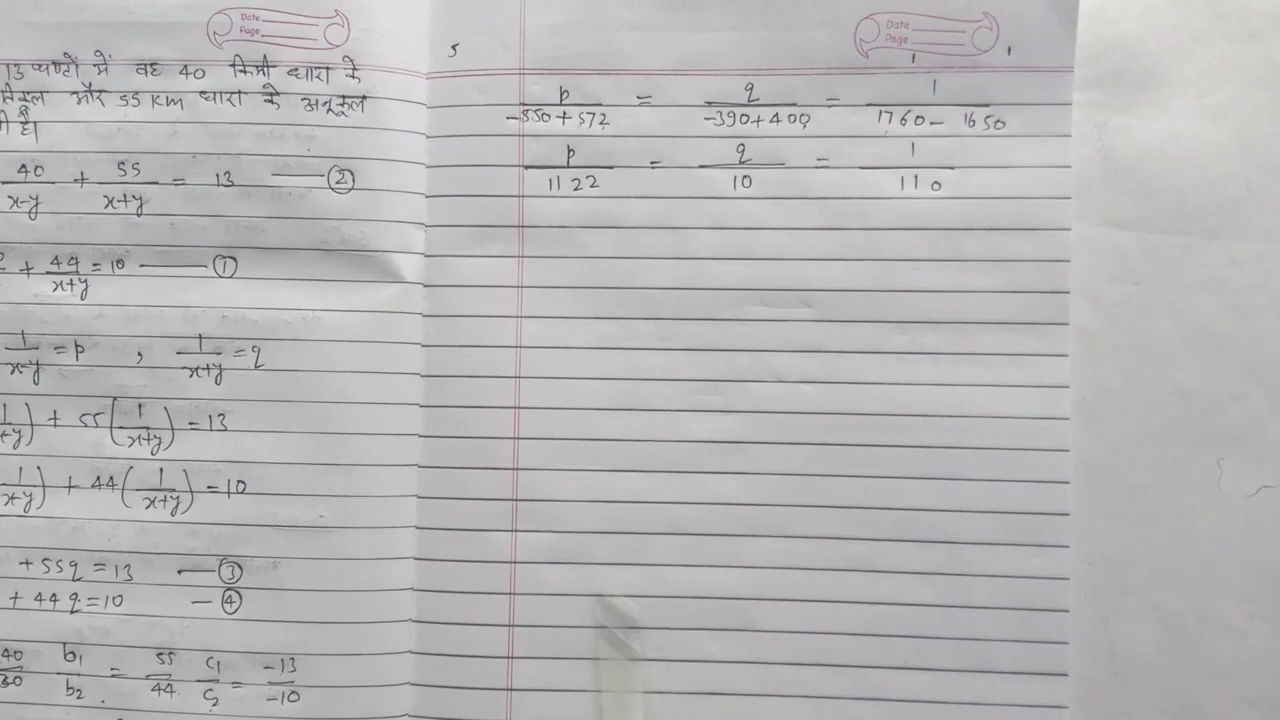 Date
Page
13 घण्टों में वह 40 किमी धारा के
और 55 KM धारा के अनुकूल
है।
40/x-y + 55/x+y = 13 —— ②
+ 44/x+y = 10 —— ①
1/x-y = p , 1/x+y = q
+ 55(1/x+y) = 13
1/x-y) + 44(1/x+y) = 10
+55q = 13 — ③
+ 44q = 10 — ④
40/30 b₁/b₂ = 55/44 c₁/c₂ = -13/-10
Date
Page
5
p/-550+572 = q/-390+400 = 1/1760-1650
p/1122 = q/10 = 1/110